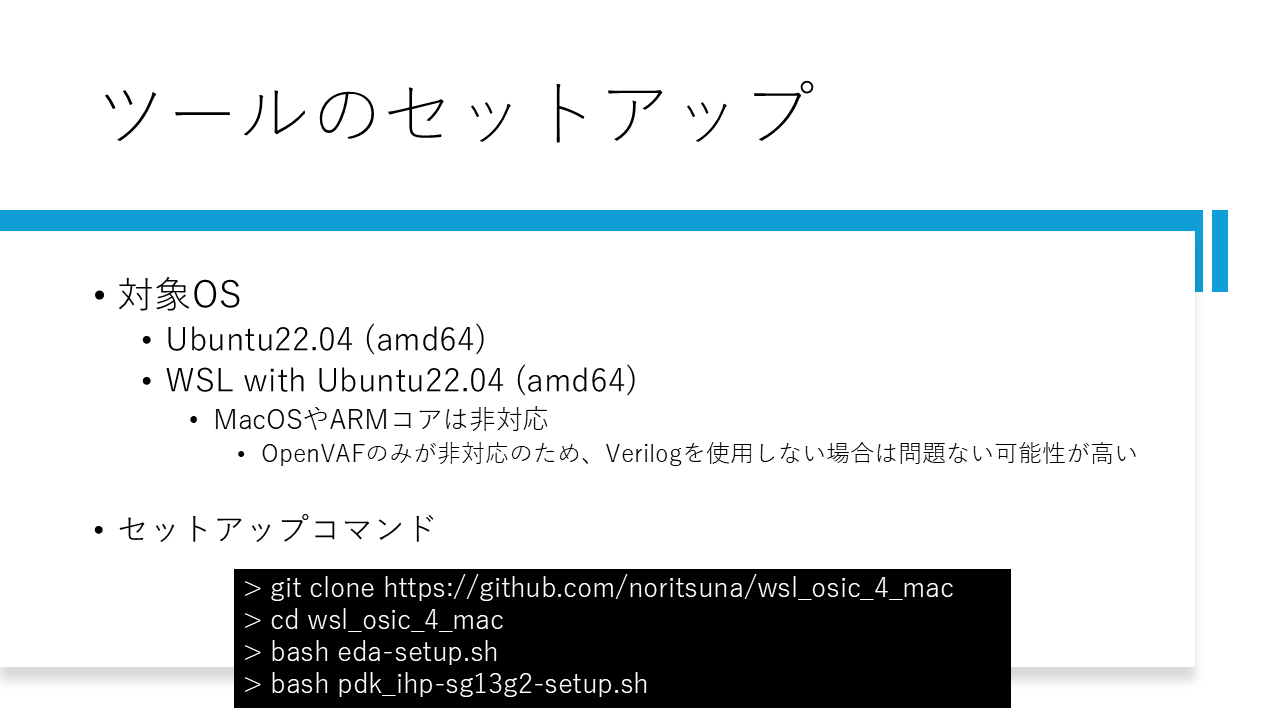 ツールのセットアップ
• 対象OS
• Ubuntu22.04 (amd64)
• WSL with Ubuntu22.04 (amd64)
• MacOSやARMコアは非対応
• OpenVAFのみが非対応のため、Verilogを使用しない場合は問題ない可能性が高い
• セットアップコマンド
> git clone https://github.com/noritsuna/wsl_osic_4_mac
> cd wsl_osic_4_mac
> bash eda-setup.sh
> bash pdk_ihp-sg13g2-setup.sh